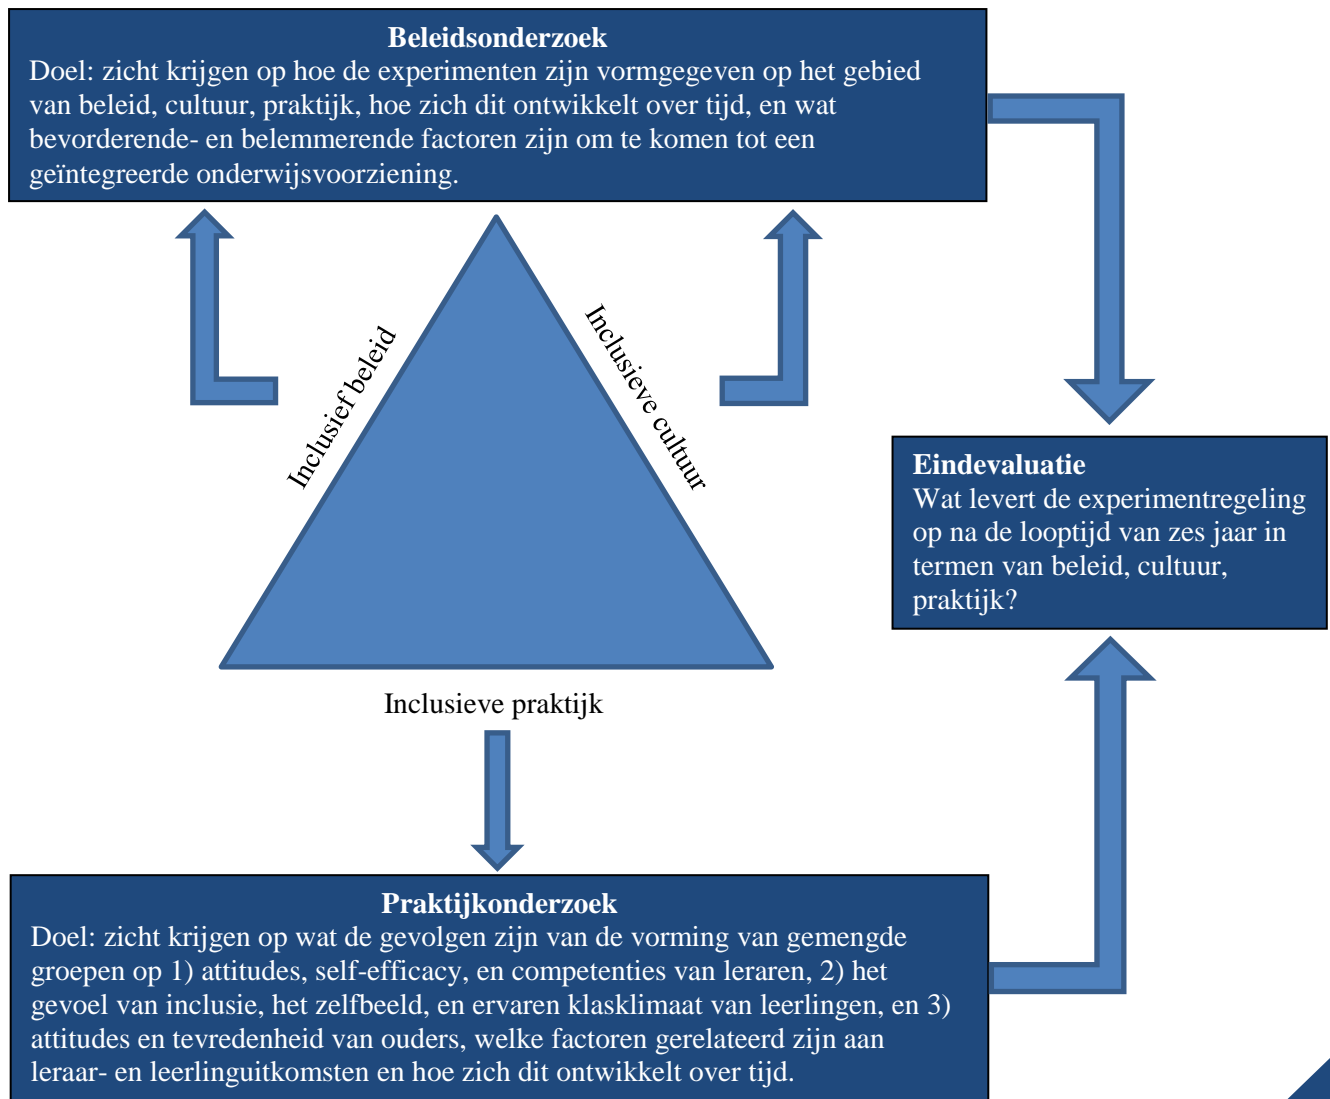 Beleidsonderzoek
Doel: zicht krijgen op hoe de experimenten zijn vormgegeven op het gebied
van beleid, cultuur, praktijk, hoe zich dit ontwikkelt over tijd, en wat
bevorderende- en belemmerende factoren zijn om te komen tot een
geïntegreerde onderwijsvoorziening.
Inclusief beleid
Inclusieve cultuur
Inclusieve praktijk
Eindevaluatie
Wat levert de experimentregeling
op na de looptijd van zes jaar in
termen van beleid, cultuur,
praktijk?
Praktijkonderzoek
Doel: zicht krijgen op wat de gevolgen zijn van de vorming van gemengde
groepen op 1) attitudes, self-efficacy, en competenties van leraren, 2) het
gevoel van inclusie, het zelfbeeld, en ervaren klasklimaat van leerlingen, en 3)
attitudes en tevredenheid van ouders, welke factoren gerelateerd zijn aan
leraar- en leerlinguitkomsten en hoe zich dit ontwikkelt over tijd.